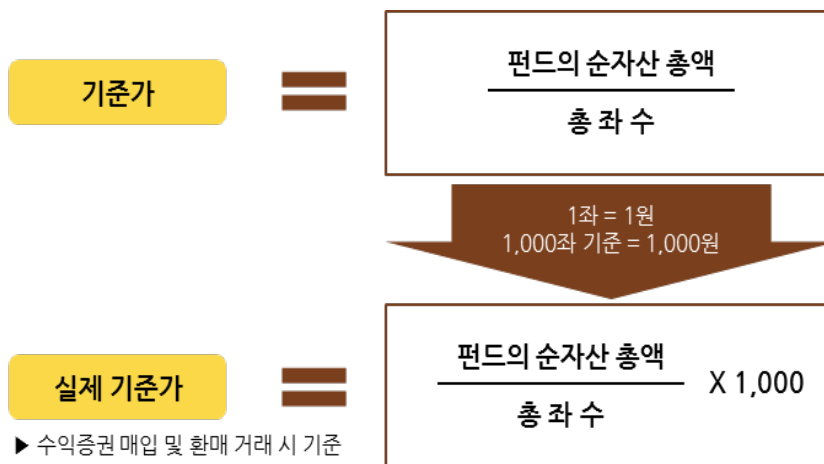 기준가
펀드의 순자산 총액
총 좌 수
1좌 = 1원
1,000좌 기준 = 1,000원
실제 기준가
펀드의 순자산 총액
총 좌 수
X 1,000
▶ 수익증권 매입 및 환매 거래 시 기준